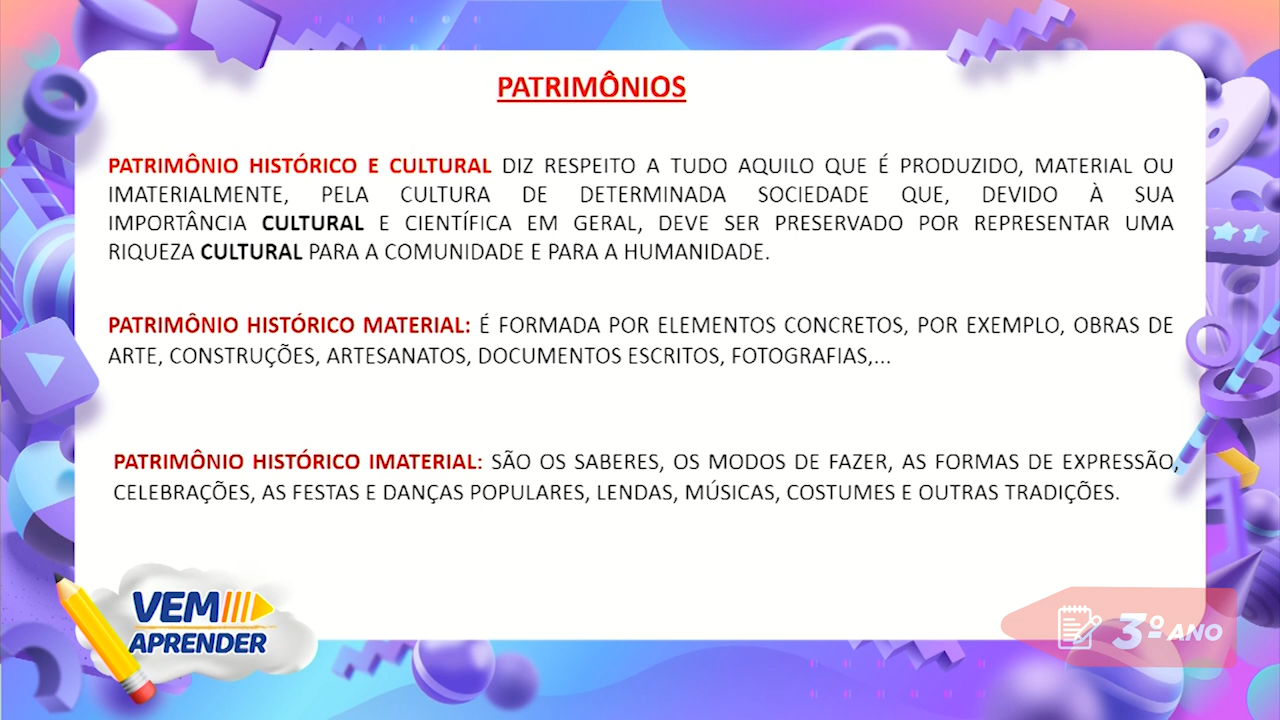 PATRIMÔNIOS
PATRIMÔNIO HISTÓRICO E CULTURAL DIZ RESPEITO A TUDO AQUILO QUE É PRODUZIDO, MATERIAL OU
IMATERIALMENTE, PELA CULTURA DE DETERMINADA SOCIEDADE QUE, DEVIDO À SUA
IMPORTÂNCIA CULTURAL E CIENTÍFICA EM GERAL, DEVE SER PRESERVADO POR REPRESENTAR UMA
RIQUEZA CULTURAL PARA A COMUNIDADE E PARA A HUMANIDADE.
PATRIMÔNIO HISTÓRICO MATERIAL: É FORMADA POR ELEMENTOS CONCRETOS, POR EXEMPLO, OBRAS DE
ARTE, CONSTRUÇÕES, ARTESANATOS, DOCUMENTOS ESCRITOS, FOTOGRAFIAS,...
PATRIMÔNIO HISTÓRICO IMATERIAL: SÃO OS SABERES, OS MODOS DE FAZER, AS FORMAS DE EXPRESSÃO,
CELEBRAÇÕES, AS FESTAS E DANÇAS POPULARES, LENDAS, MÚSICAS, COSTUMES E OUTRAS TRADIÇÕES.
VEM
APRENDER
3º ANO